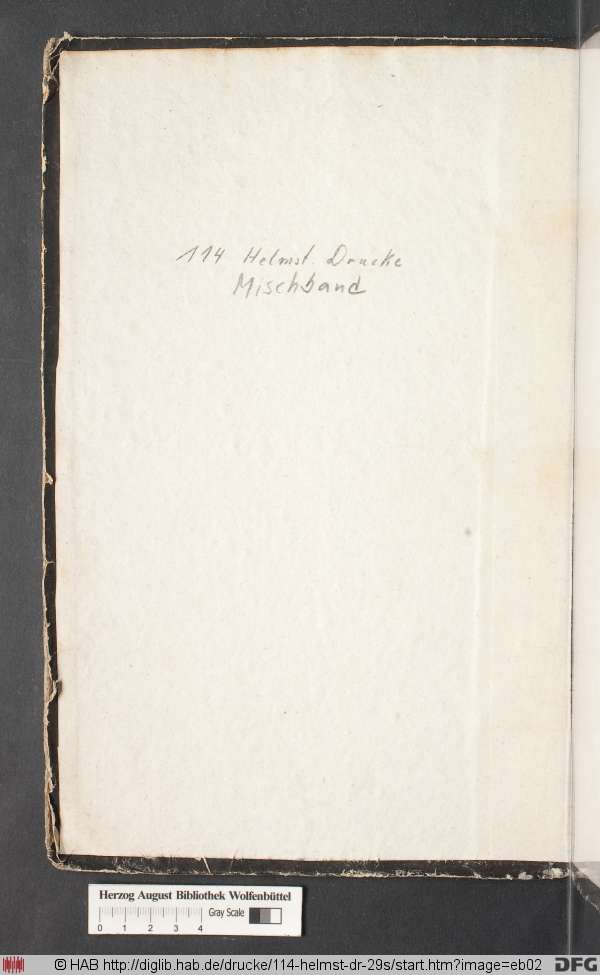 114 Helmst. Drucke
Mischband
Herzog August Bibliothek Wolfenbüttel
Gray Scale
0 1 2 3 4
© HAB http://diglib.hab.de/drucke/114-helmst-dr-29s/start.htm?image=eb02
DFG